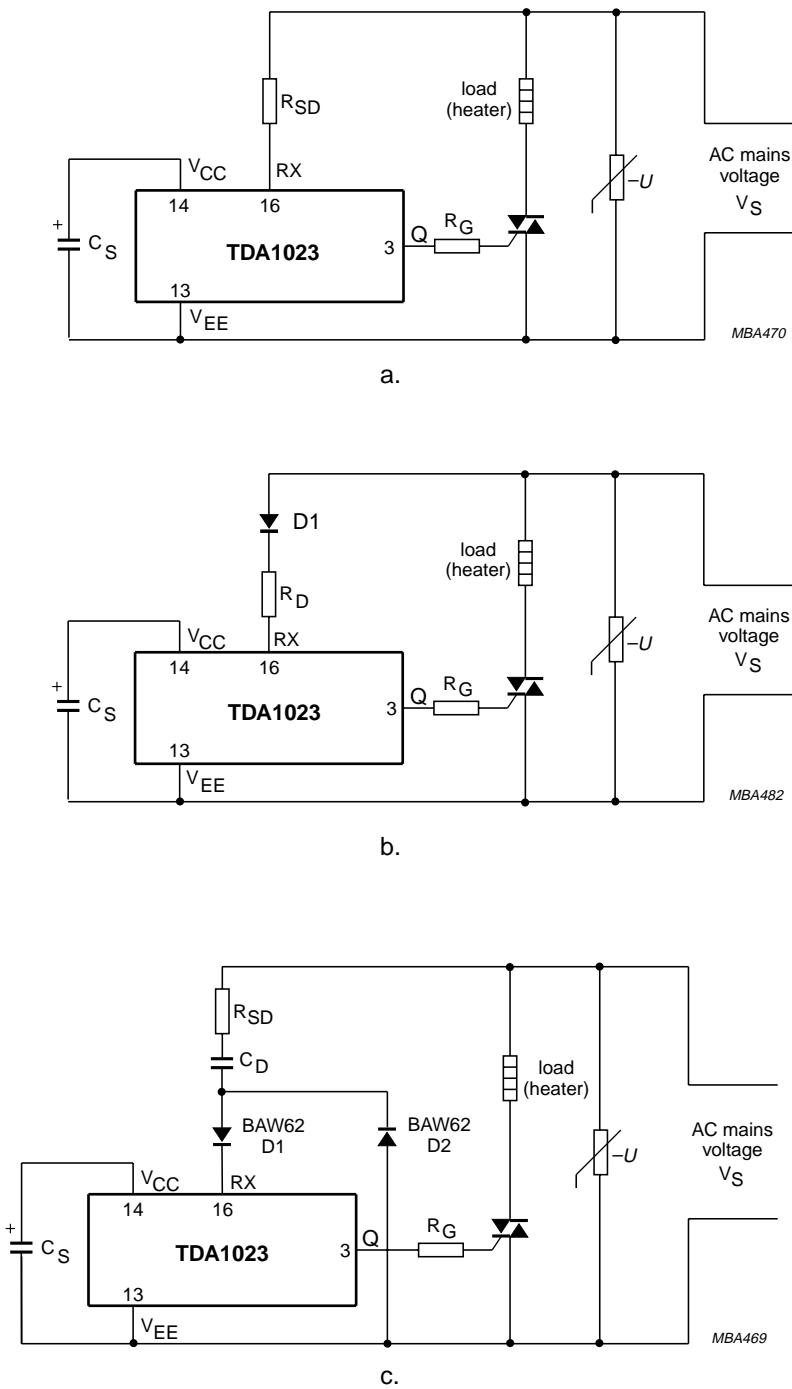 RSD
load
(heater)
AC mains
voltage
VS
–U
VCC
RX
14
16
+
CS
TDA1023
3
Q
RG
13
VEE
MBA470
a.
D1
RD
load
(heater)
AC mains
voltage
VS
–U
VCC
RX
14
16
+
CS
TDA1023
3
Q
RG
13
VEE
MBA482
b.
RSD
CD
load
(heater)
BAW62
D1
BAW62
D2
AC mains
voltage
VS
–U
VCC
RX
14
16
+
CS
TDA1023
3
Q
RG
13
VEE
MBA469
c.